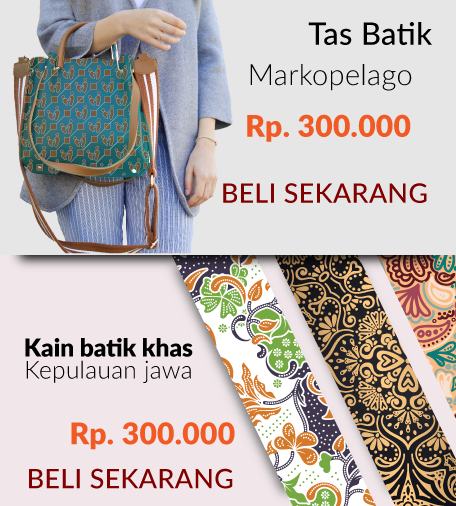 Tas Batik
Markopelago
Rp. 300.000
BELI SEKARANG
Kain batik khas
Kepulauan jawa
Rp. 300.000
BELI SEKARANG